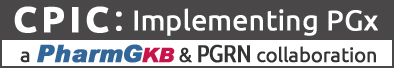 CPIC: Implementing PGx
a PharmGKB & PGRN collaboration